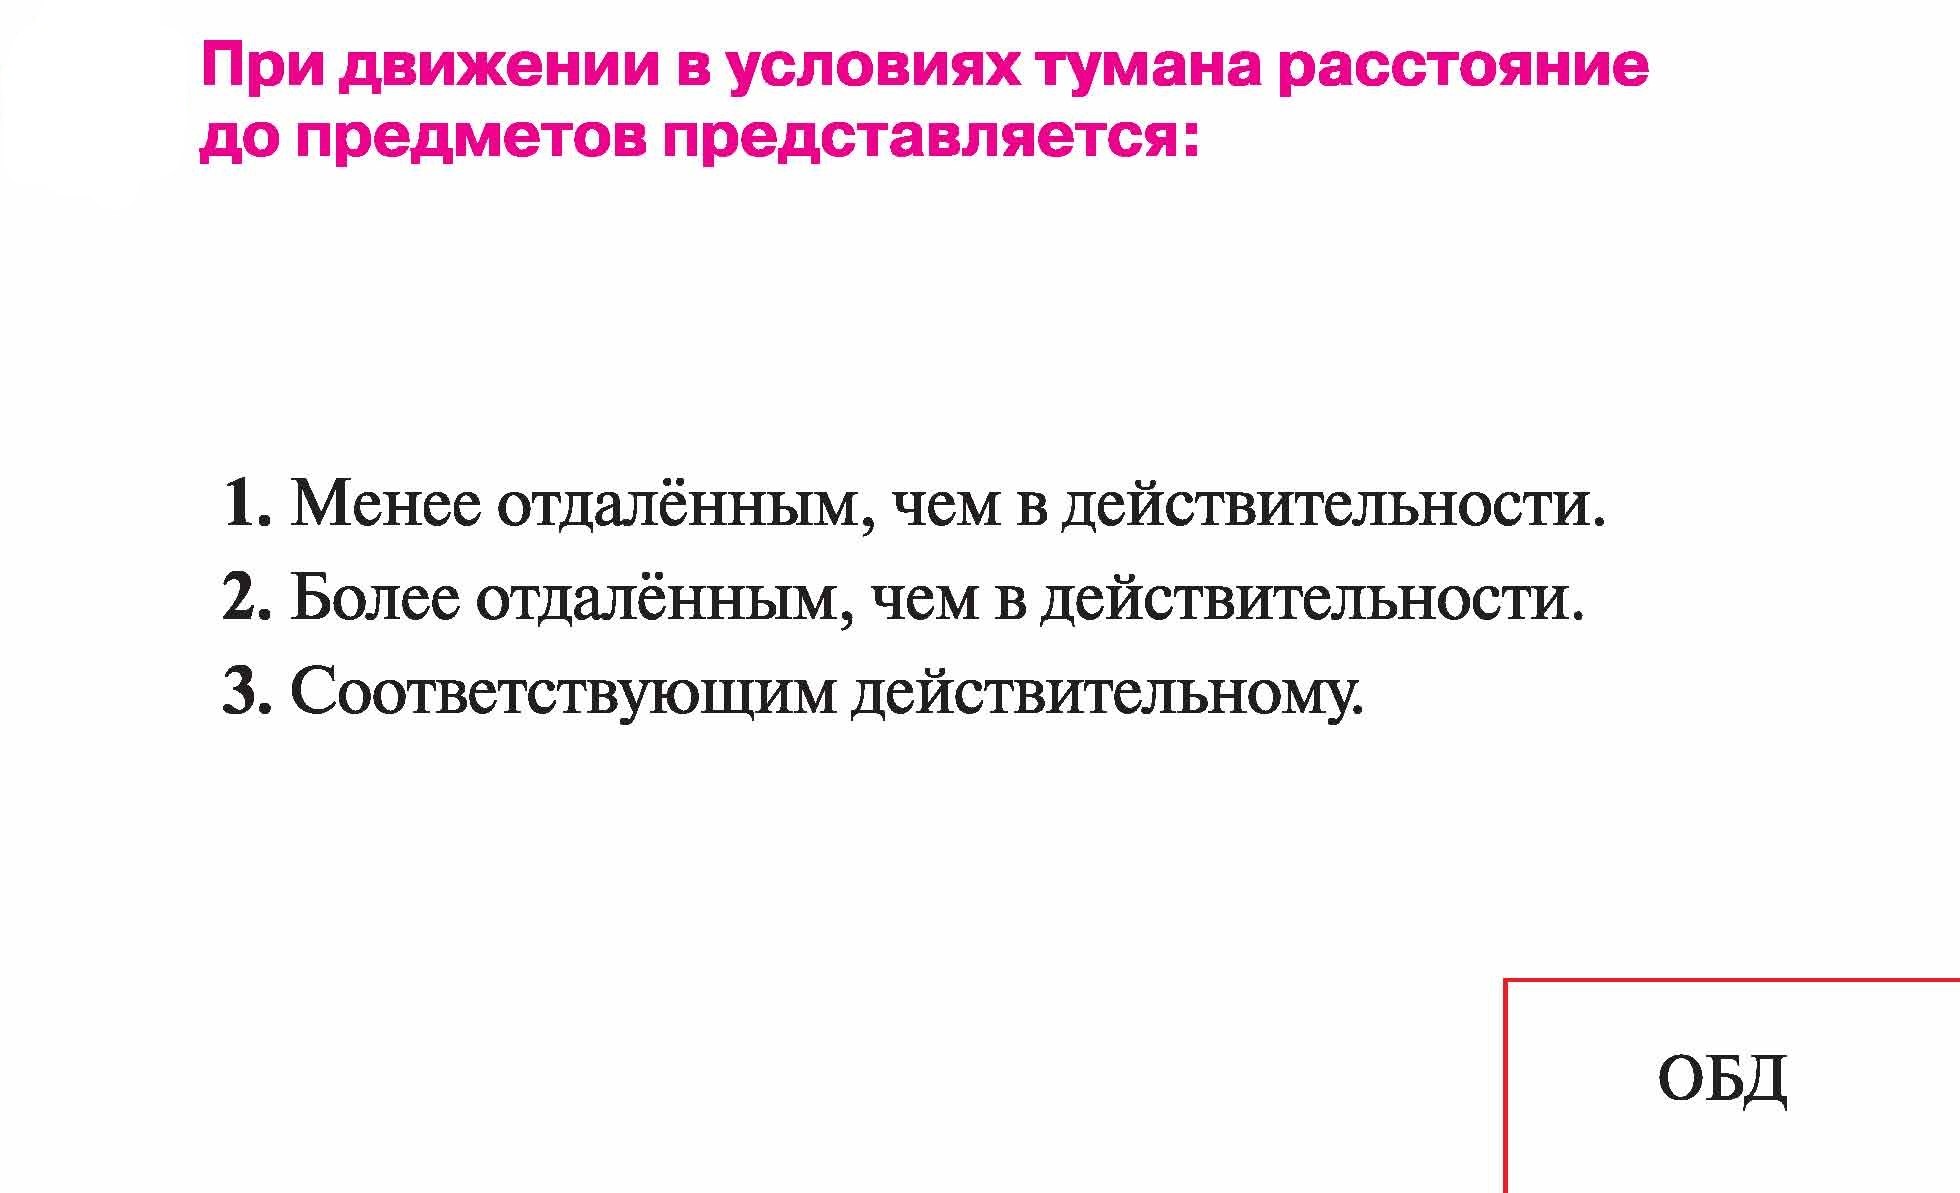 При движении в условиях тумана расстояние
до предметов представляется:
1. Менее отдалённым, чем в действительности.
2. Более отдалённым, чем в действительности.
3. Соответствующим действительному.
ОБД